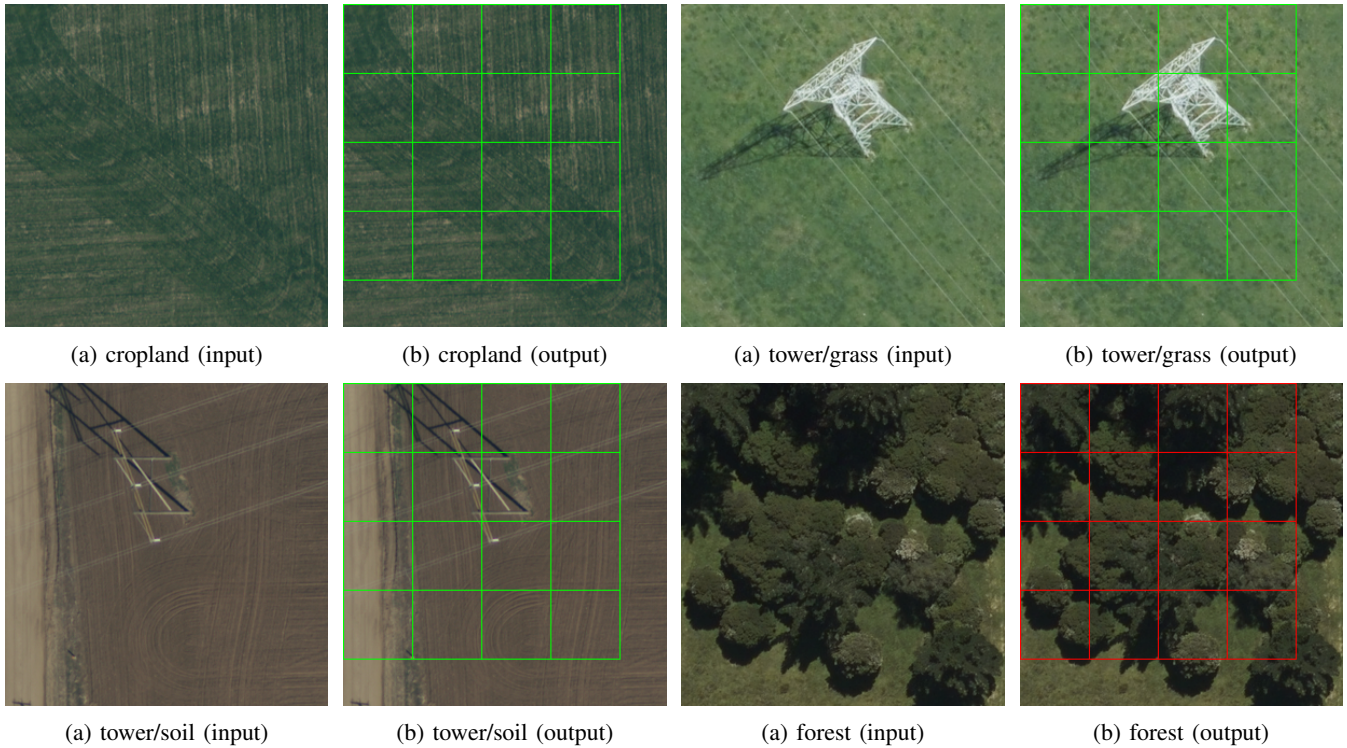 (a) cropland (input)
(b) cropland (output)
(a) tower/grass (input)
(b) tower/grass (output)
(a) tower/soil (input)
(b) tower/soil (output)
(a) forest (input)
(b) forest (output)